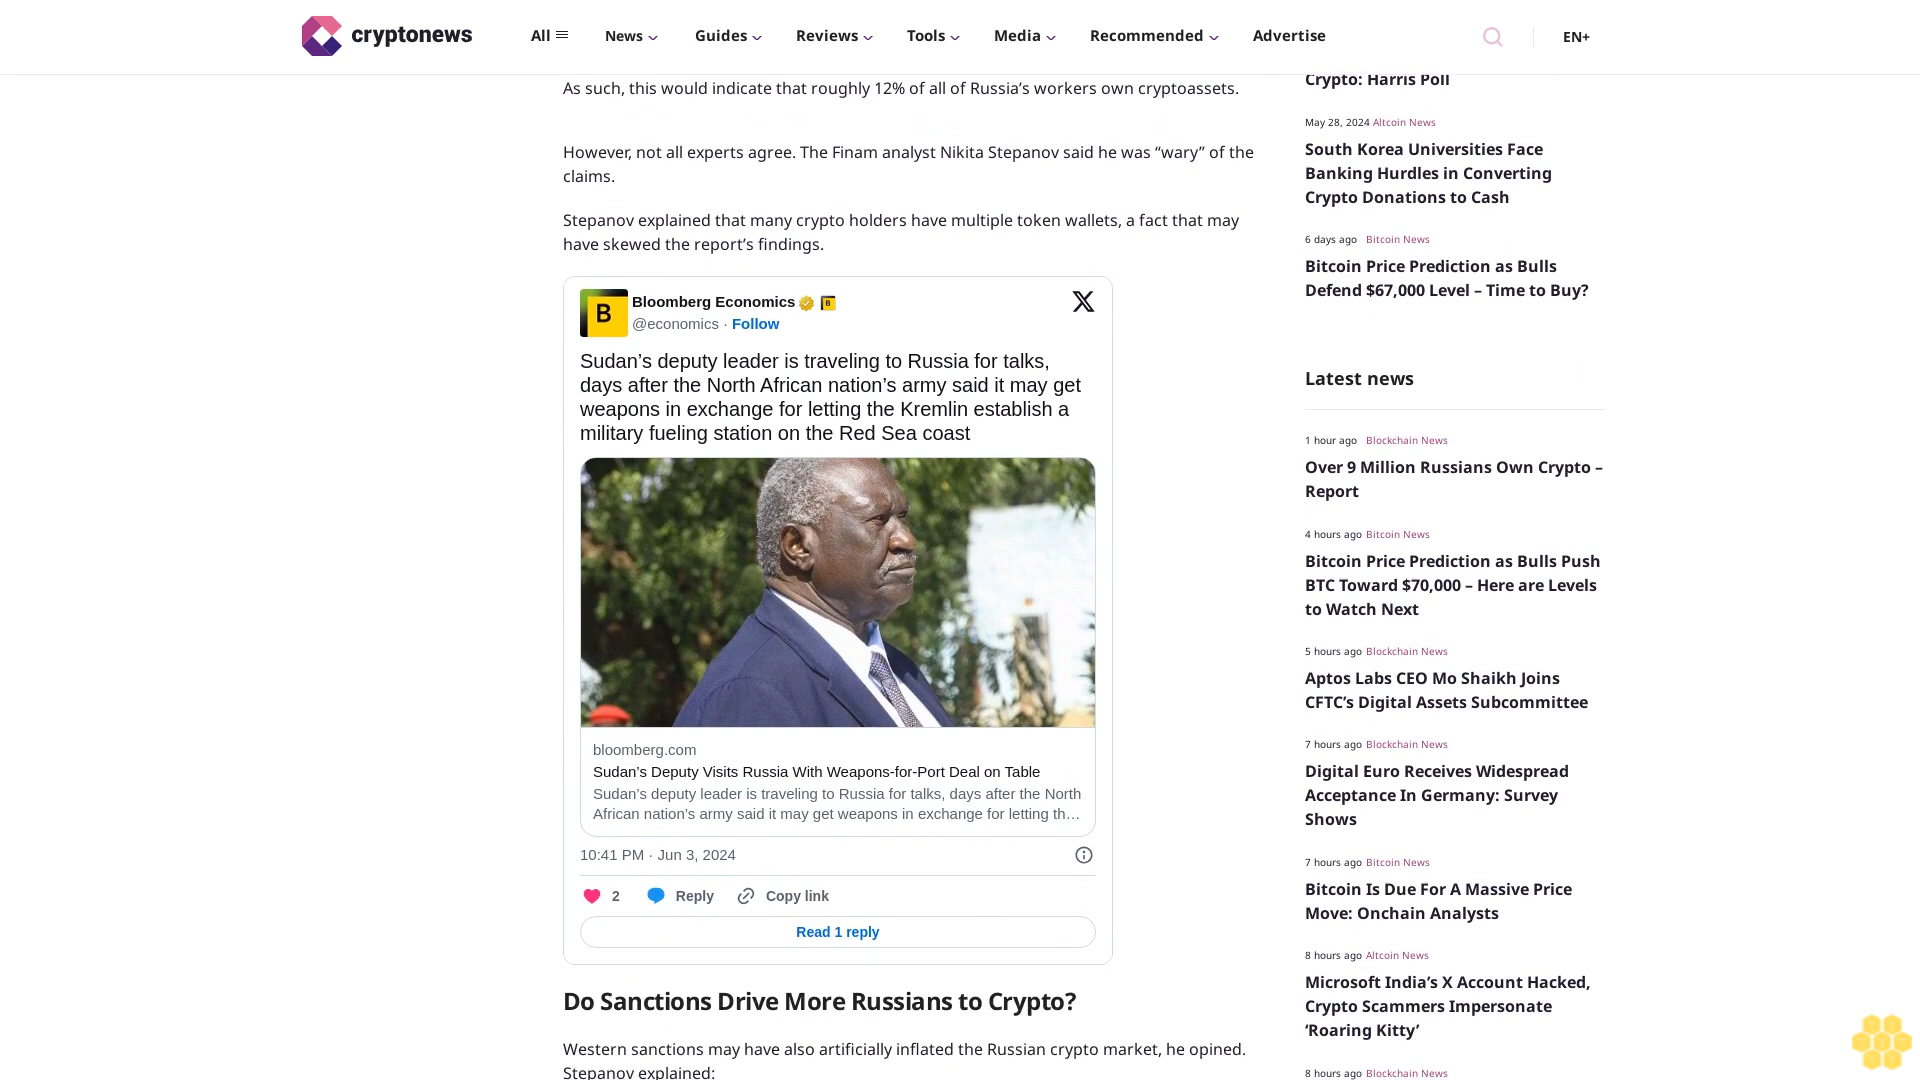 cryptonews
All
News
Guides
Reviews
Tools
Media
Recommended
Advertise
EN+
As such, this would indicate that roughly 12% of all of Russia’s workers own cryptoassets.
However, not all experts agree. The Finam analyst Nikita Stepanov said he was “wary” of the
claims.
Stepanov explained that many crypto holders have multiple token wallets, a fact that may
have skewed the report’s findings.
B
Bloomberg Economics
B
@economics · Follow
Sudan’s deputy leader is traveling to Russia for talks,
days after the North African nation’s army said it may get
weapons in exchange for letting the Kremlin establish a
military fueling station on the Red Sea coast
bloomberg.com
Sudan’s Deputy Visits Russia With Weapons-for-Port Deal on Table
Sudan’s deputy leader is traveling to Russia for talks, days after the North
African nation’s army said it may get weapons in exchange for letting th…
10:41 PM · Jun 3, 2024
2
Reply
Copy link
Read 1 reply
Do Sanctions Drive More Russians to Crypto?
Western sanctions may have also artificially inflated the Russian crypto market, he opined.
Stepanov explained:
Crypto: Harris Poll
May 28, 2024 Altcoin News
South Korea Universities Face
Banking Hurdles in Converting
Crypto Donations to Cash
6 days ago Bitcoin News
Bitcoin Price Prediction as Bulls
Defend $67,000 Level – Time to Buy?
Latest news
1 hour ago Blockchain News
Over 9 Million Russians Own Crypto –
Report
4 hours ago Bitcoin News
Bitcoin Price Prediction as Bulls Push
BTC Toward $70,000 – Here are Levels
to Watch Next
5 hours ago Blockchain News
Aptos Labs CEO Mo Shaikh Joins
CFTC’s Digital Assets Subcommittee
7 hours ago Blockchain News
Digital Euro Receives Widespread
Acceptance In Germany: Survey
Shows
7 hours ago Bitcoin News
Bitcoin Is Due For A Massive Price
Move: Onchain Analysts
8 hours ago Altcoin News
Microsoft India’s X Account Hacked,
Crypto Scammers Impersonate
‘Roaring Kitty’
8 hours ago Blockchain News